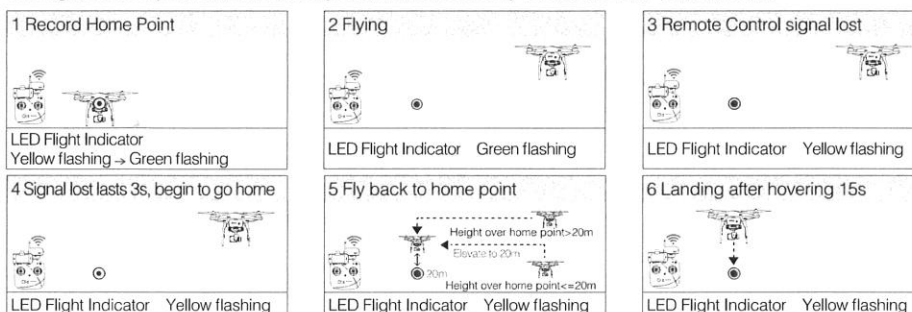 1 Record Home Point
LED Flight Indicator
Yellow flashing → Green flashing
2 Flying
LED Flight Indicator Green flashing
3 Remote Control signal lost
LED Flight Indicator Yellow flashing
4 Signal lost lasts 3s, begin to go home
LED Flight Indicator Yellow flashing
5 Fly back to home point
Height over home point>20m
Elevate to 20m
20m
Height over home point<=20m
LED Flight Indicator Yellow flashing
6 Landing after hovering 15s
LED Flight Indicator Yellow flashing